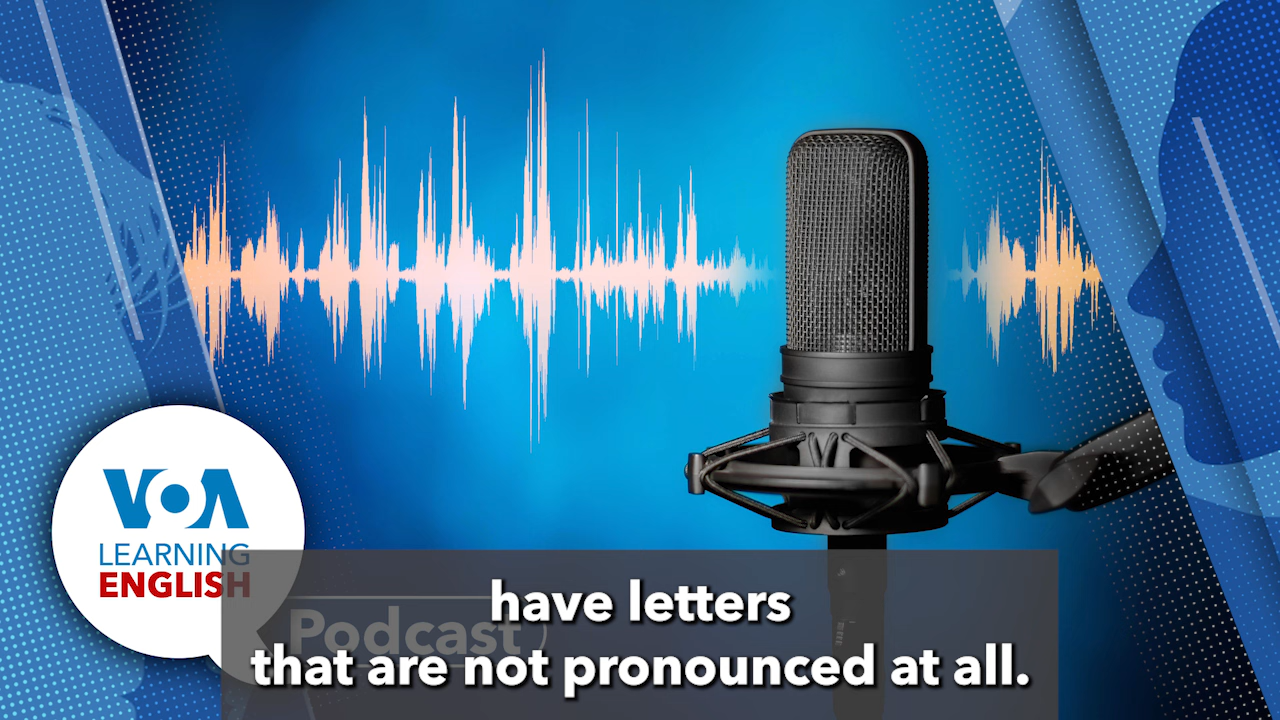 VOA
LEARNING
ENGLISH
Podcast
have letters
that are not pronounced at all.